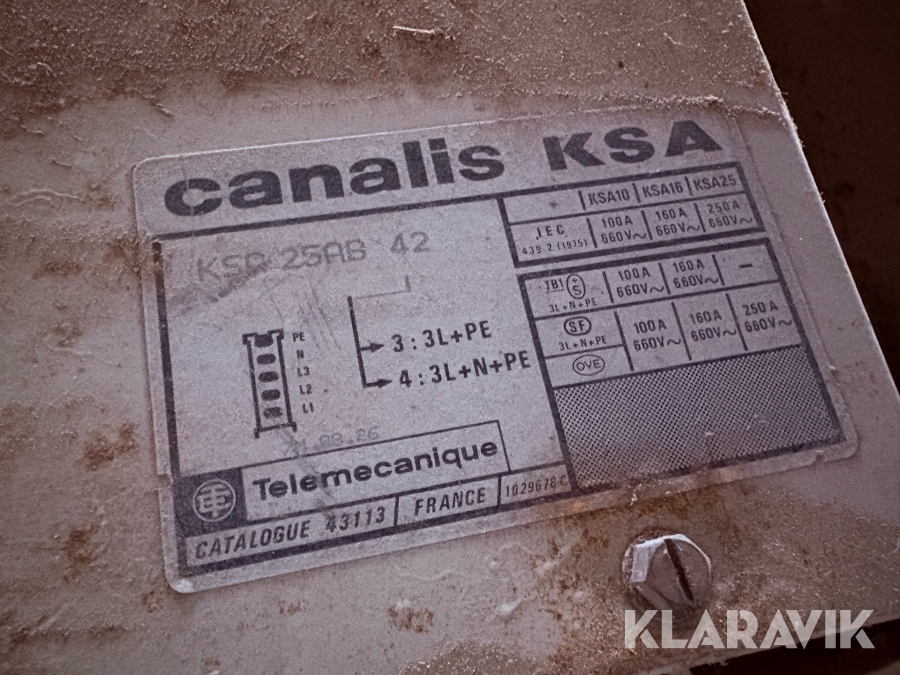 canalis KSA
25AB 42
PE
N
L3
L2
L1
3 : 3L+PE
4 : 3L+N+PE
Telemecanique
CATALOGUE 43113
FRANCE
1029678-C
KSA10 KSA16 KSA25
IEC 439.2 (1975)
100 A 660V~
160 A 660V~
250 A 660V~
3L+N+PE
100 A 660V~
160 A 660V~
—
SF
3L+N+PE
OVE
100 A 660V~
160 A 660V~
250 A 660V~
KLARAVIK